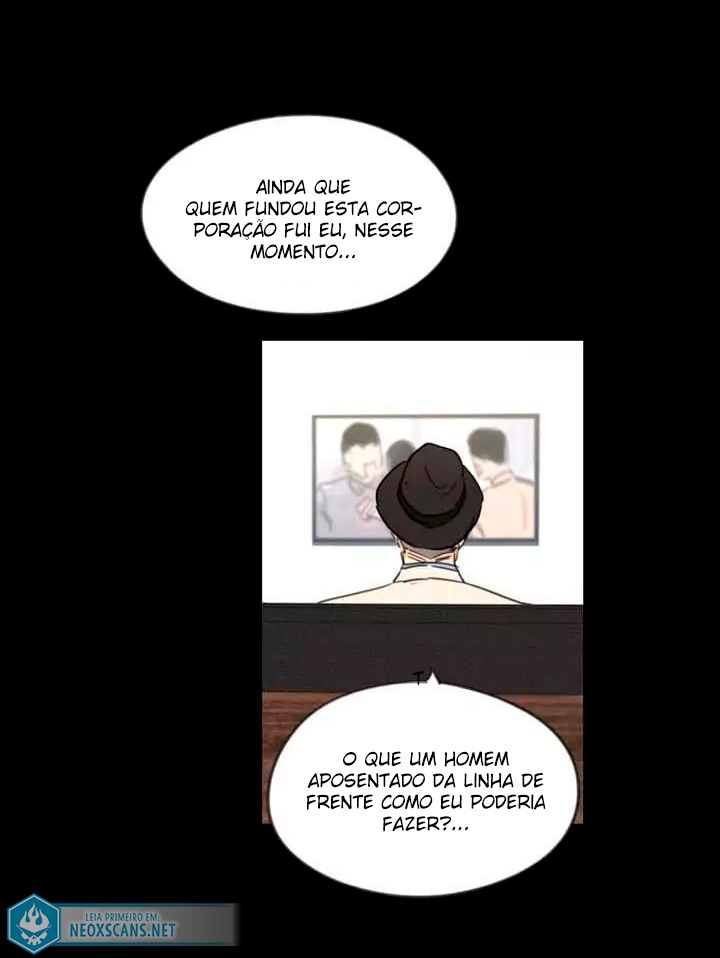 AINDA QUE
QUEM FUNDOU ESTA COR-
PORAÇÃO FUI EU, NESSE
MOMENTO...
T
O QUE UM HOMEM
APOSENTADO DA LINHA DE
FRENTE COMO EU PODERIA
FAZER?...
LEIA PRIMEIRO EM:
NEOXSCANS.NET